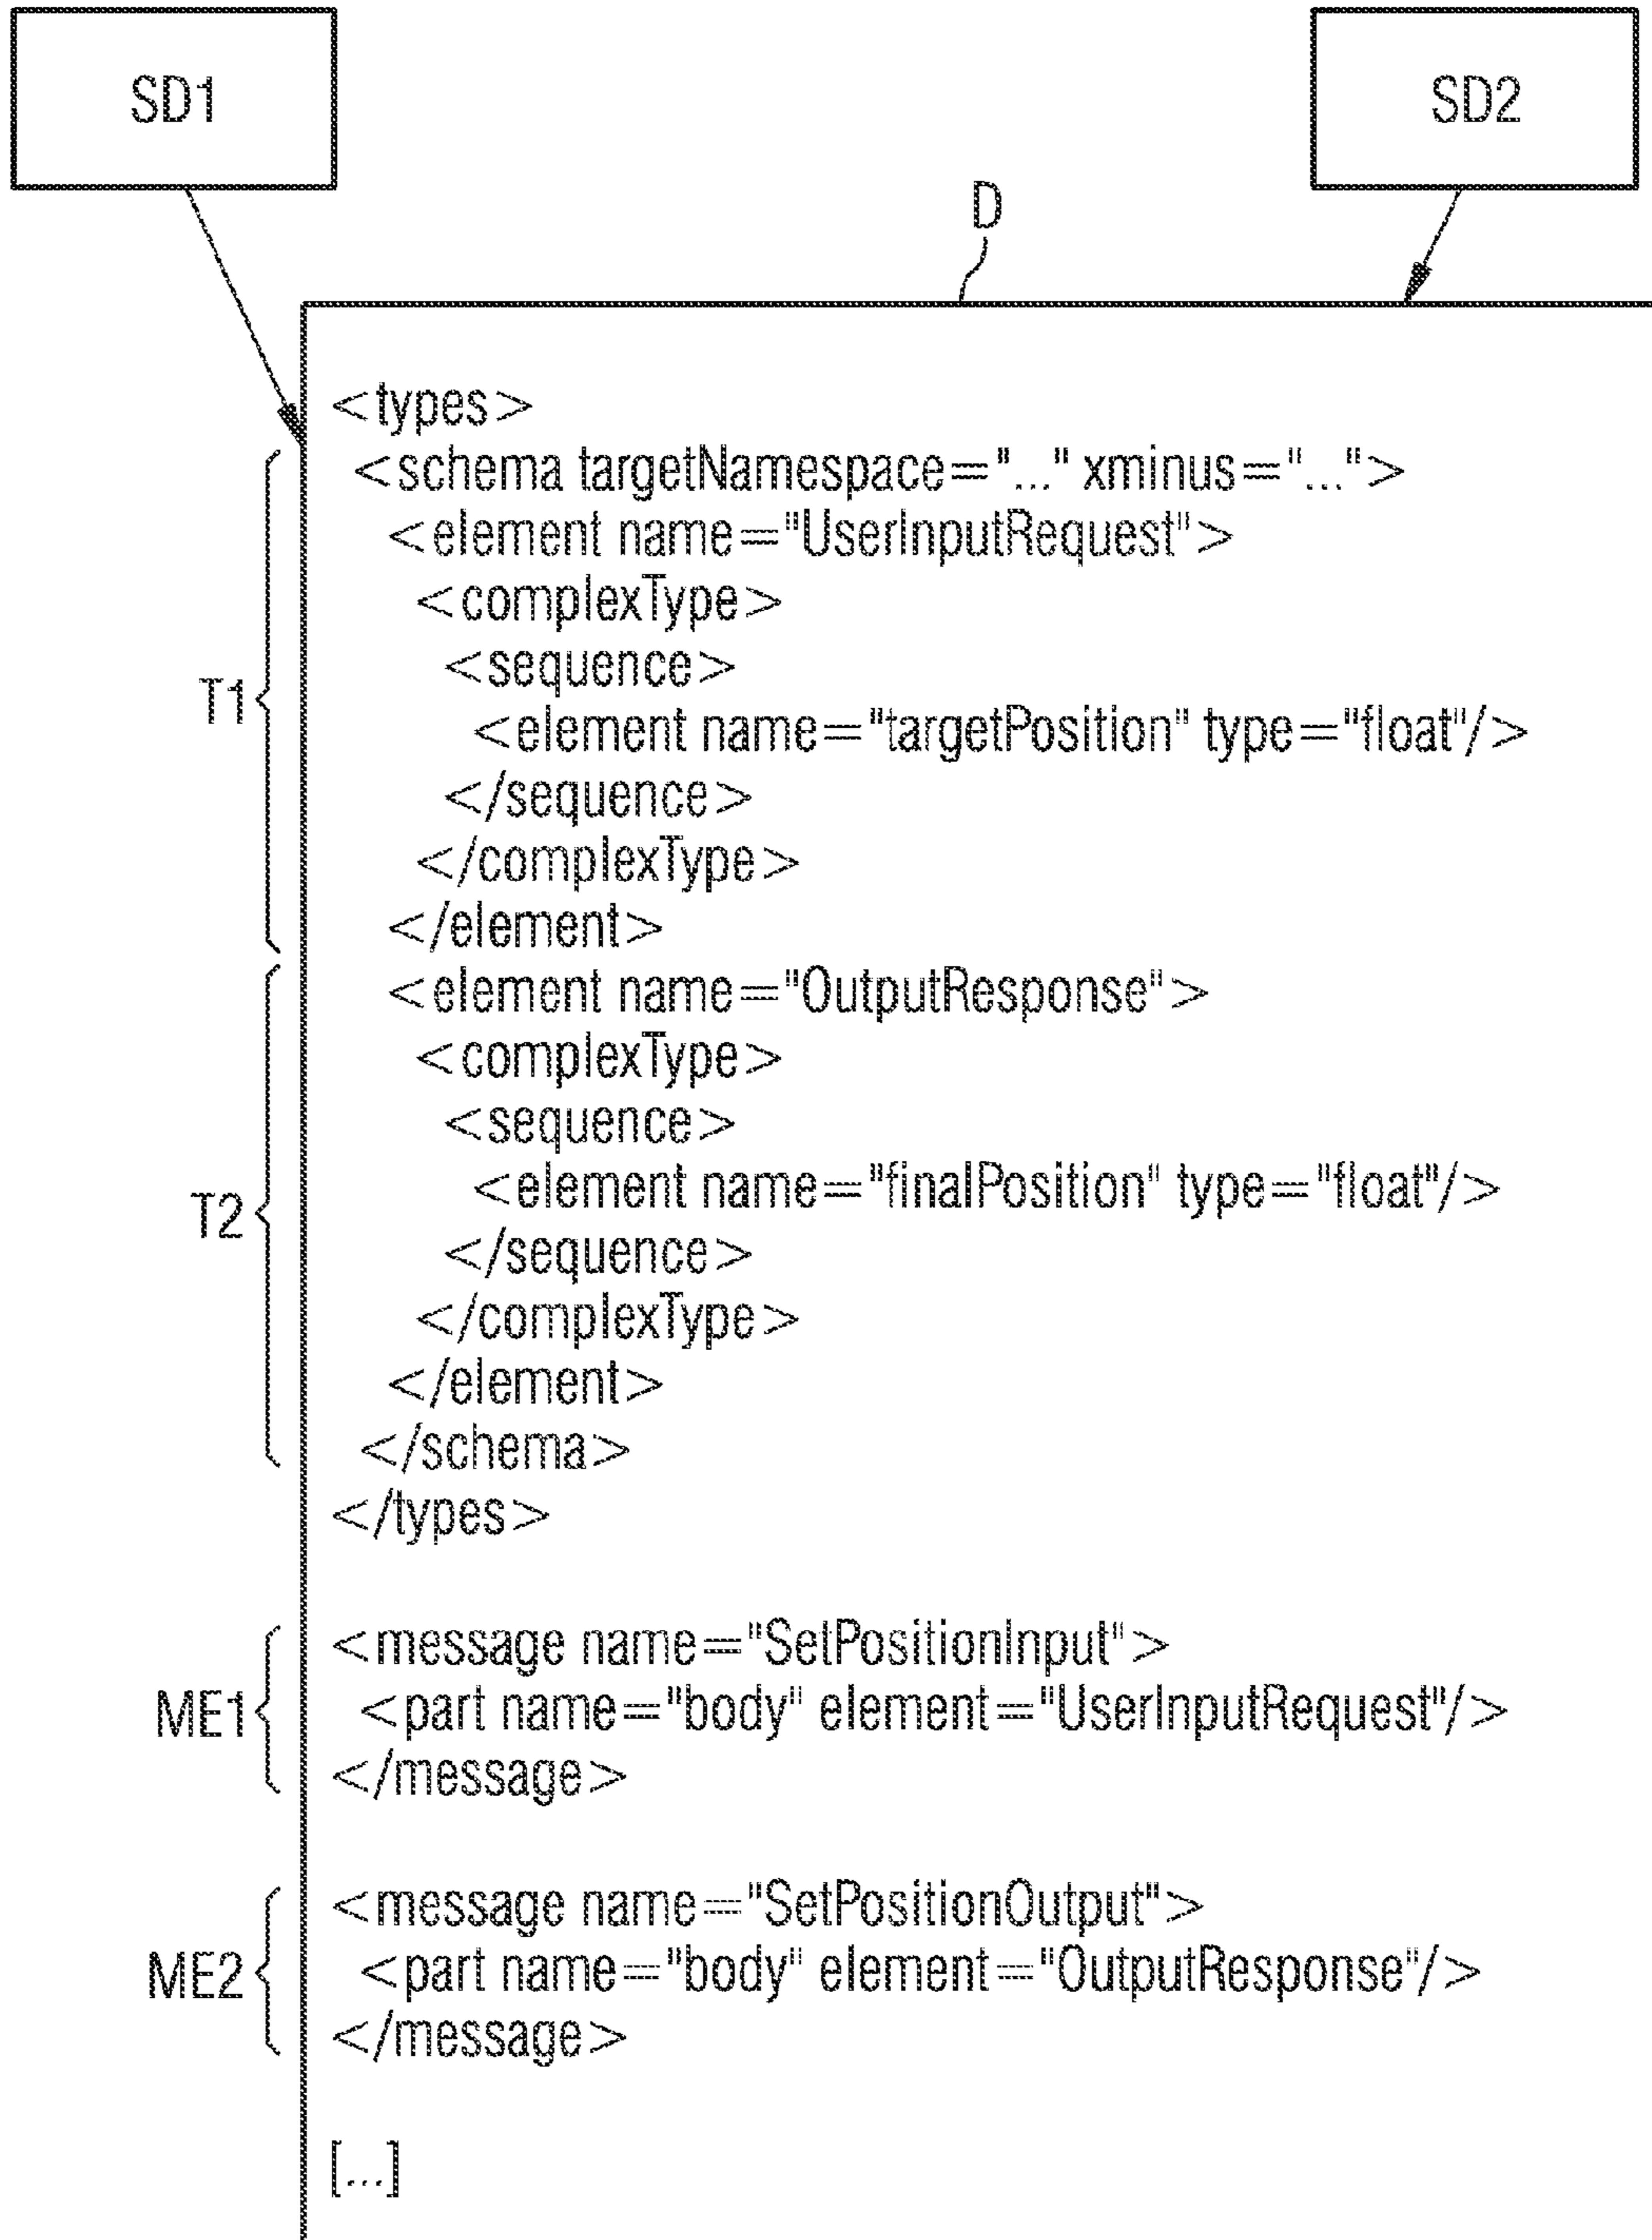 SD1
SD2
D
<types>
<schema targetNamespace="..." xminus="...">
<element name="UserInputRequest">
<complexType>
<sequence>
T1
<element name="targetPosition" type="float"/>
</sequence>
</complexType>
</element>
<element name="OutputResponse">
<complexType>
<sequence>
<element name="finalPosition" type="float"/>
T2
</sequence>
</complexType>
</element>
</schema>
</types>
<message name="SetPositionInput">
ME1
<part name="body" element="UserInputRequest"/>
</message>
<message name="SetPositionOutput">
ME2
<part name="body" element="OutputResponse"/>
</message>
[...]